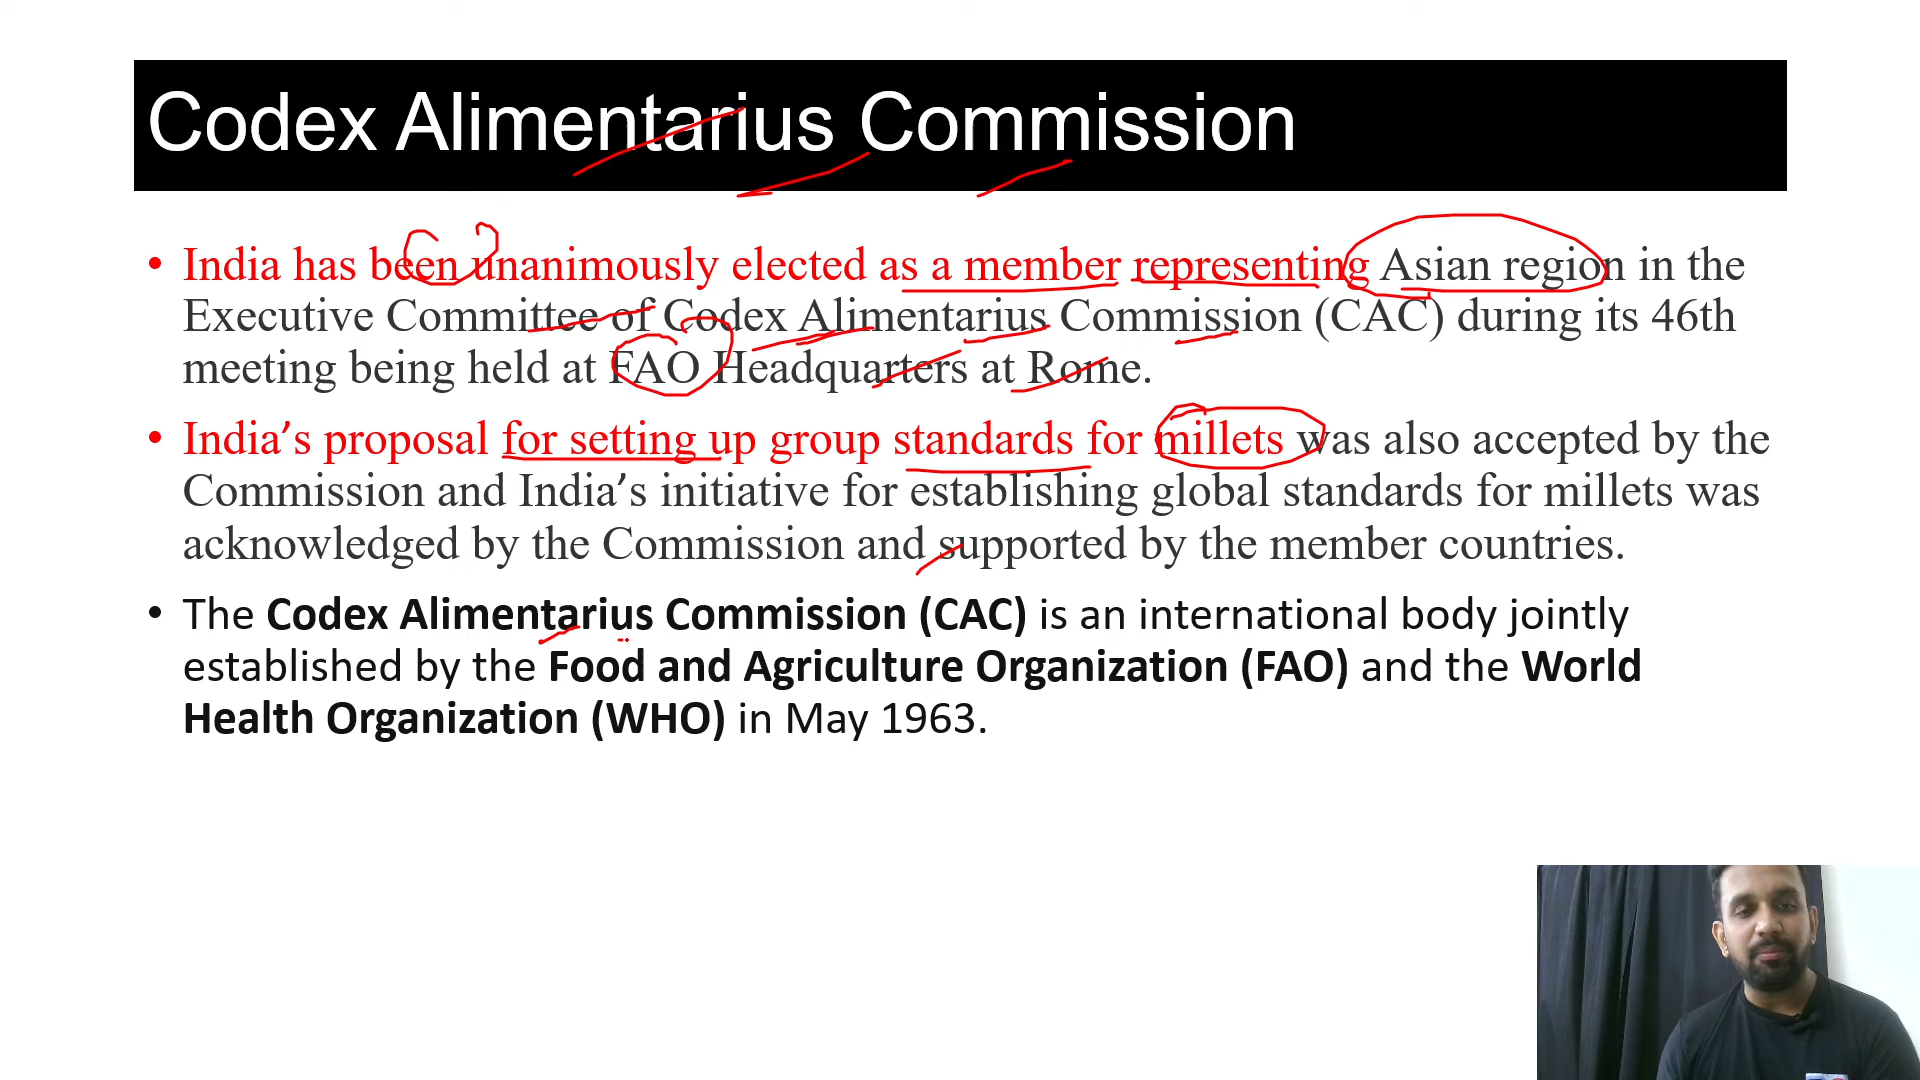 Codex Alimentarius Commission
• India has been unanimously elected as a member representing Asian region in the
Executive Committee of Codex Alimentarius Commission (CAC) during its 46th
meeting being held at FAO Headquarters at Rome.
• India’s proposal for setting up group standards for millets was also accepted by the
Commission and India’s initiative for establishing global standards for millets was
acknowledged by the Commission and supported by the member countries.
• The Codex Alimentarius Commission (CAC) is an international body jointly
established by the Food and Agriculture Organization (FAO) and the World
Health Organization (WHO) in May 1963.